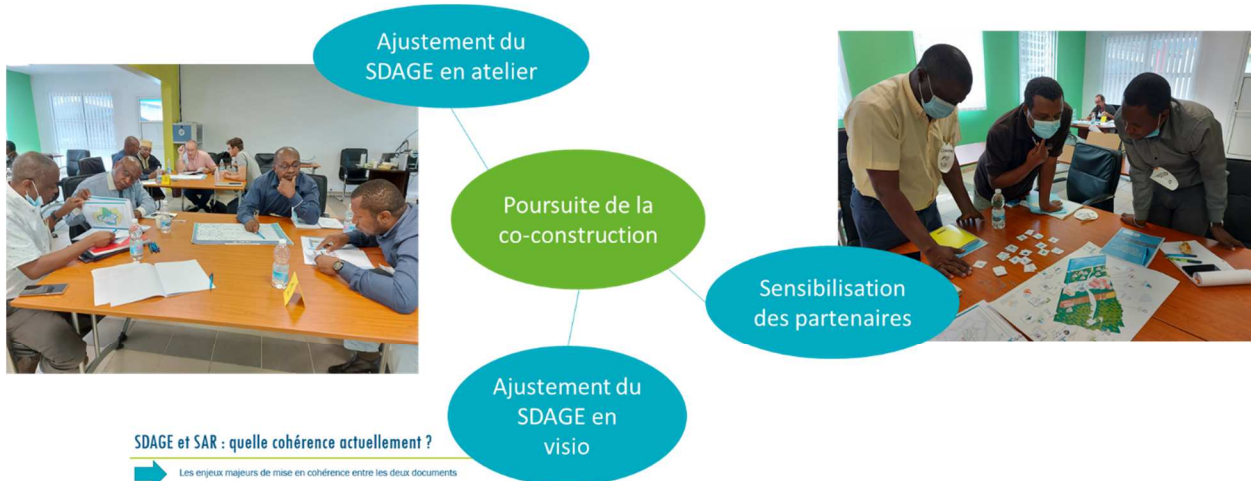 Ajustement du
SDAGE en atelier
Poursuite de la
co-construction
Sensibilisation
des partenaires
Ajustement du
SDAGE en
visio
SDAGE et SAR : quelle cohérence actuellement ?
Les enjeux majeurs de mise en cohérence entre les deux documents